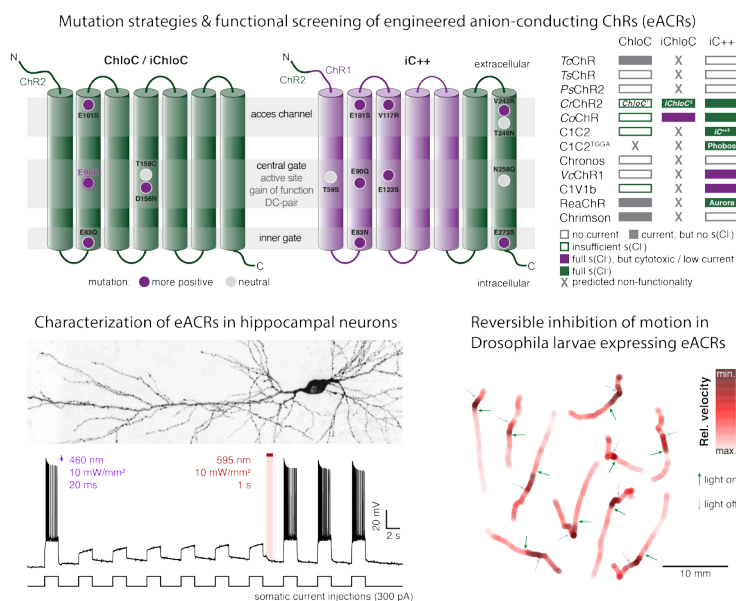 Mutation strategies & functional screening of engineered anion-conducting ChRs (eACRs)
ChloC / iChloC
N
ChR2
E101S
E90R
T159C
D156N
E83Q
C
acces channel
central gate
active site
gain of function
DC-pair
inner gate
mutation: more positive neutral
iC++
extracellular
N
ChR1
ChR2
E101S
V117R
V242R
T246N
T59S
E90Q
E123S
N258Q
E83N
E273S
C
intracellular
ChloC iChloC iC++
TcChR X
TsChR X
PsChR2 X
CrChR2 ChloC¹ iChloC²
CoChR
C1C2 X iC++³
C1C2TGGA X X Phobos
Chronos X
VcChR1 X
C1V1b X
ReaChR X Aurora
Chrimson X
no current
current, but no s(Cl⁻)
insufficient s(Cl⁻)
full s(Cl⁻), but cytotoxic / low current
full s(Cl⁻)
X predicted non-functionality
Characterization of eACRs in hippocampal neurons
460 nm
10 mW/mm²
20 ms
595 nm
10 mW/mm²
1 s
20 mV
2 s
somatic current injections (300 pA)
Reversible inhibition of motion in
Drosophila larvae expressing eACRs
Rel. velocity
min.
max.
light on
light off
10 mm